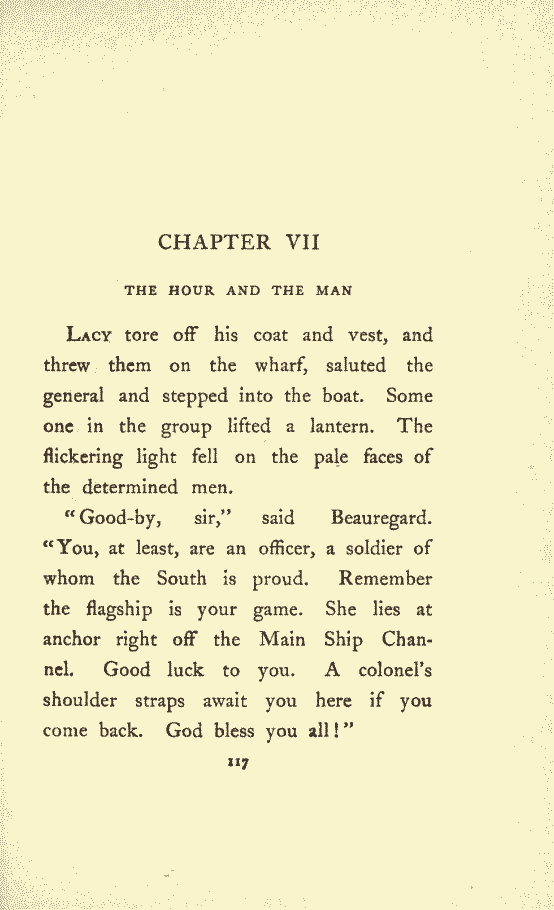 CHAPTER VII
THE HOUR AND THE MAN
LACY tore off his coat and vest, and
threw them on the wharf, saluted the
general and stepped into the boat. Some
one in the group lifted a lantern. The
flickering light fell on the pale faces of
the determined men.
“Good-by, sir,” said Beauregard.
“You, at least, are an officer, a soldier of
whom the South is proud. Remember
the flagship is your game. She lies at
anchor right off the Main Ship Chan-
nel. Good luck to you. A colonel's
shoulder straps await you here if you
come back. God bless you all!”
117